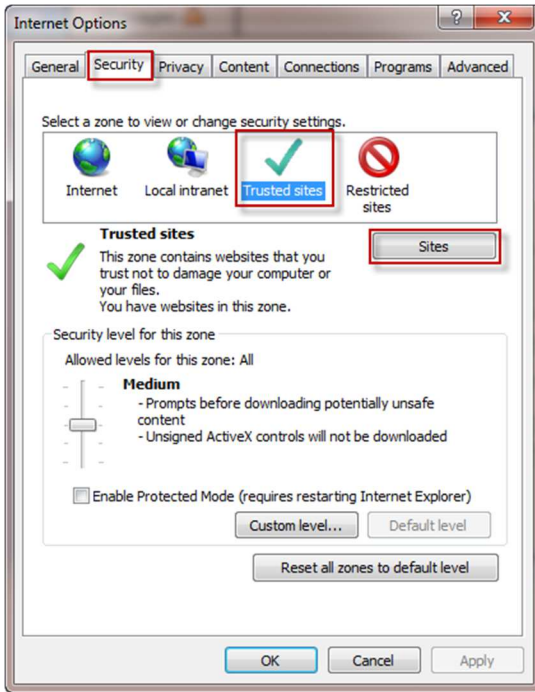 Internet Options
General Security Privacy Content Connections Programs Advanced
Select a zone to view or change security settings.
Internet Local intranet Trusted sites Restricted
sites
Trusted sites
Sites
This zone contains websites that you
trust not to damage your computer or
your files.
You have websites in this zone.
Security level for this zone
Allowed levels for this zone: All
Medium
- Prompts before downloading potentially unsafe
content
- Unsigned ActiveX controls will not be downloaded
Enable Protected Mode (requires restarting Internet Explorer)
Custom level... Default level
Reset all zones to default level
OK Cancel Apply